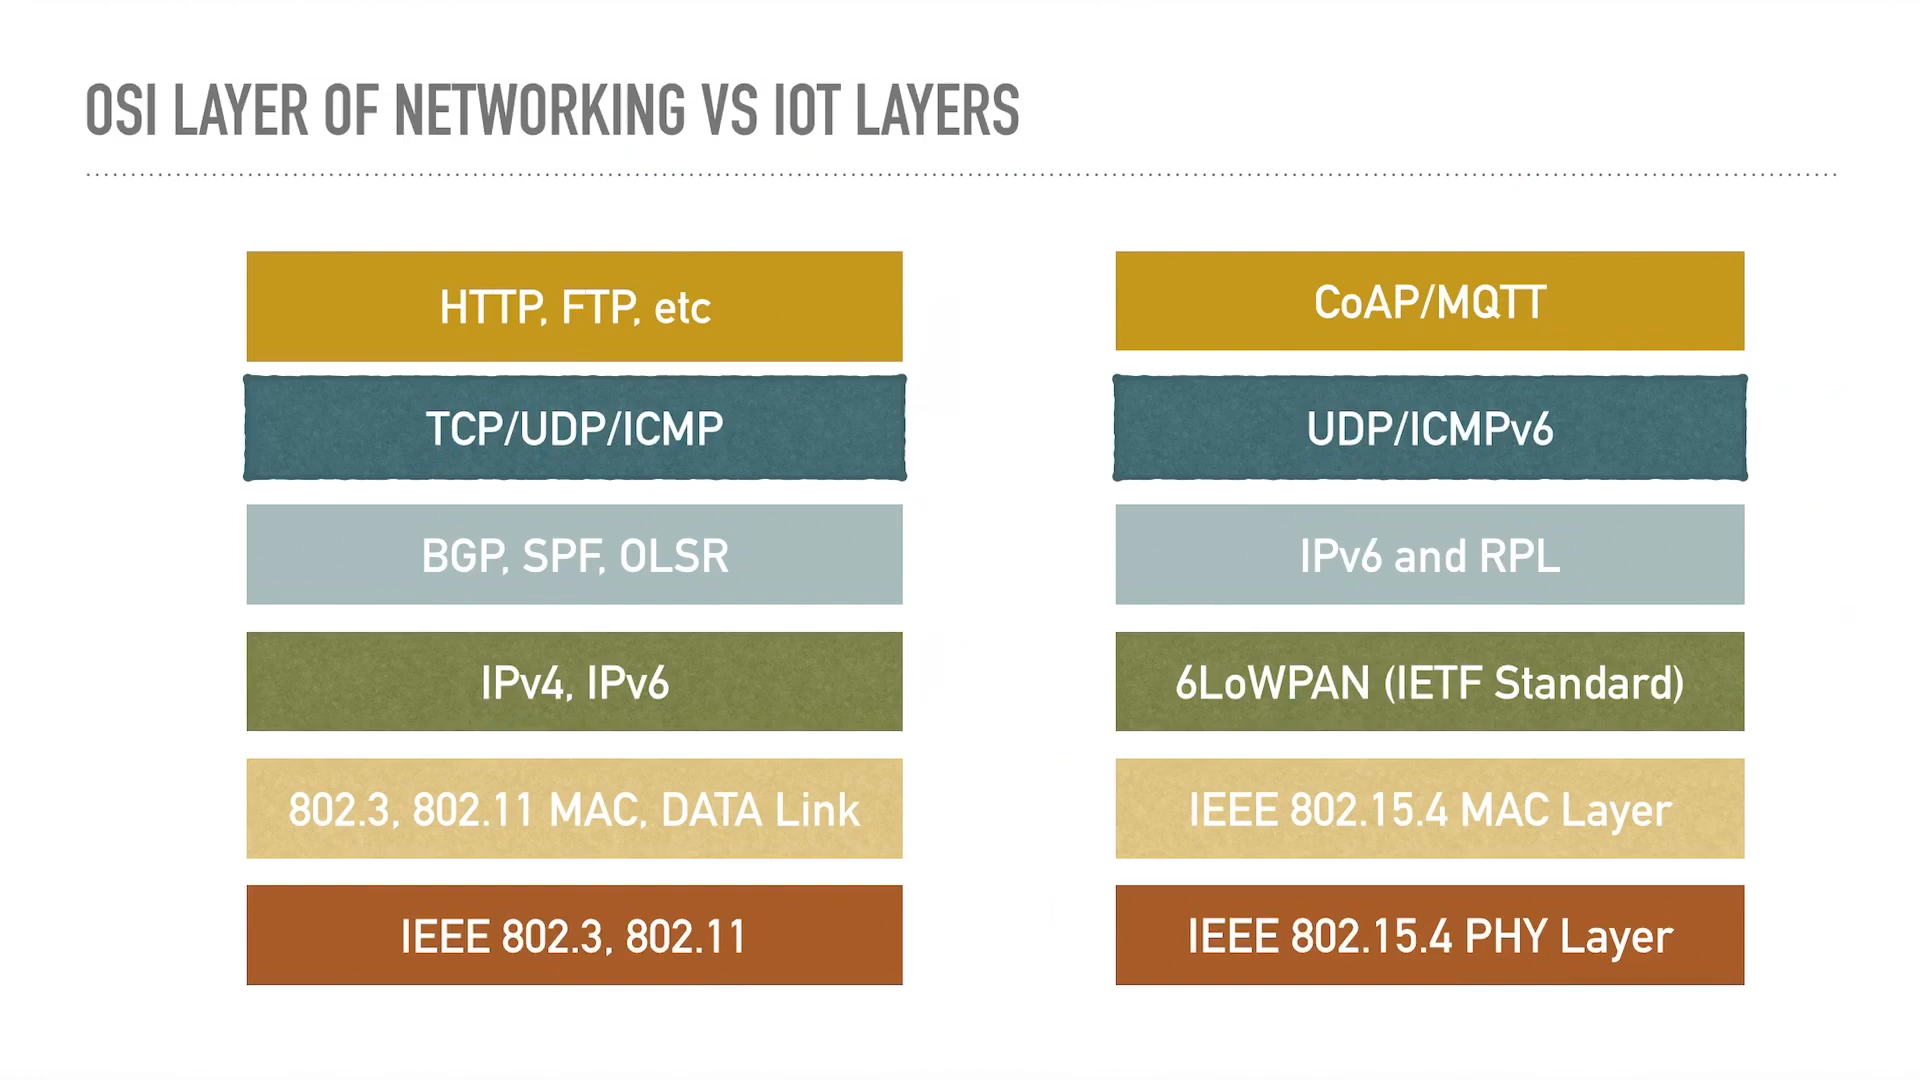 OSI LAYER OF NETWORKING VS IOT LAYERS
HTTP, FTP, etc
CoAP/MQTT
TCP/UDP/ICMP
UDP/ICMPv6
BGP, SPF, OLSR
IPv6 and RPL
IPv4, IPv6
6LoWPAN (IETF Standard)
802.3, 802.11 MAC, DATA Link
IEEE 802.15.4 MAC Layer
IEEE 802.3, 802.11
IEEE 802.15.4 PHY Layer